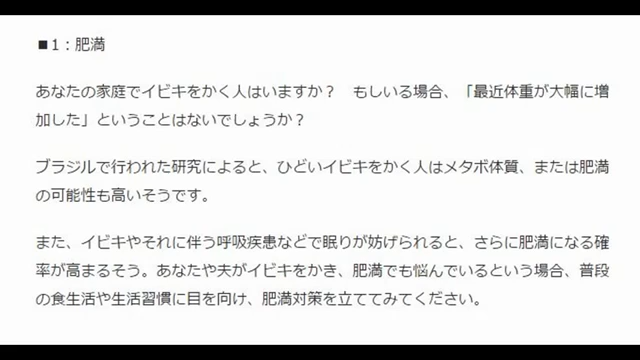 ■1：肥満
あなたの家庭でイビキをかく人はいますか？　もしいる場合、「最近体重が大幅に増
加した」ということはないでしょうか？
ブラジルで行われた研究によると、ひどいイビキをかく人はメタボ体質、または肥満
の可能性も高いそうです。
また、イビキやそれに伴う呼吸疾患などで眠りが妨げられると、さらに肥満になる確
率が高まるそう。あなたや夫がイビキをかき、肥満でも悩んでいるという場合、普段
の食生活や生活習慣に目を向け、肥満対策を立ててみてください。